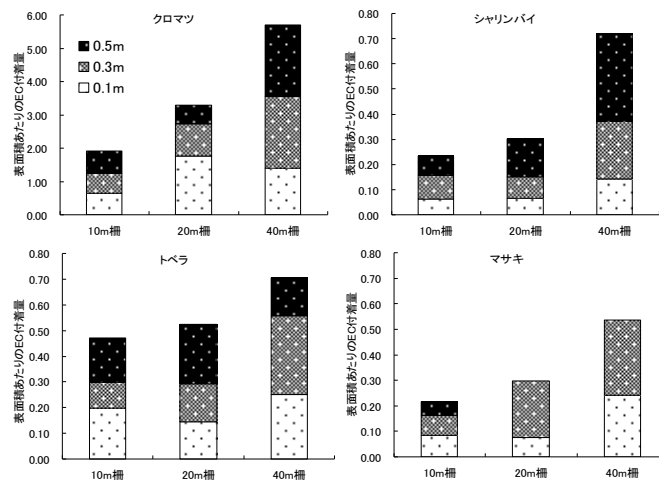 クロマツ
表面積あたりのEC付着量
6.00
5.00
4.00
3.00
2.00
1.00
0.00
0.5m
0.3m
0.1m
10m柵
20m柵
40m柵
シャリンバイ
表面積あたりのEC付着量
0.80
0.70
0.60
0.50
0.40
0.30
0.20
0.10
0.00
10m柵
20m柵
40m柵
トベラ
表面積あたりのEC付着量
0.80
0.70
0.60
0.50
0.40
0.30
0.20
0.10
0.00
10m柵
20m柵
40m柵
マサキ
表面積あたりのEC付着量
0.80
0.70
0.60
0.50
0.40
0.30
0.20
0.10
0.00
10m柵
20m柵
40m柵